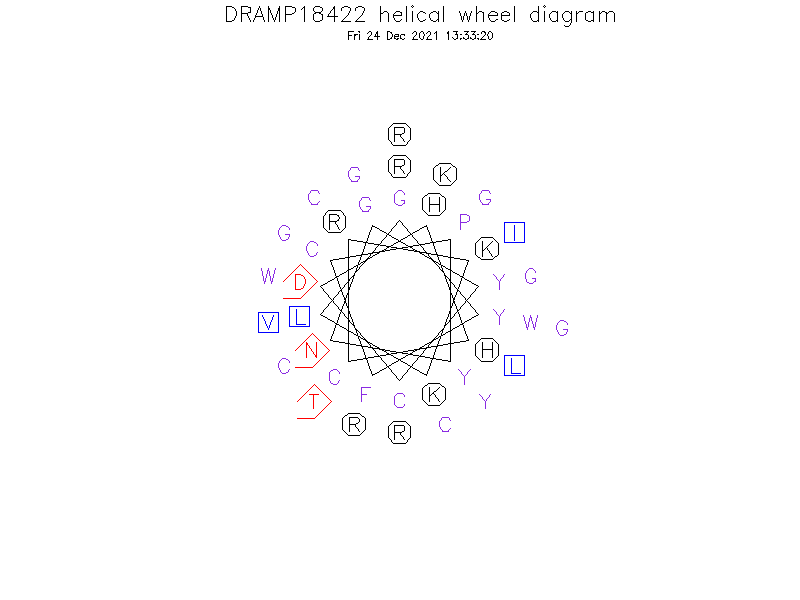 DRAMP18422 helical wheel diagram
Fri 24 Dec 2021 13:33:20
R
G R K
C G G H G
R P
G I
C K
W D Y G
V L Y W G
N H
C L
C Y
T F C K Y
R R C